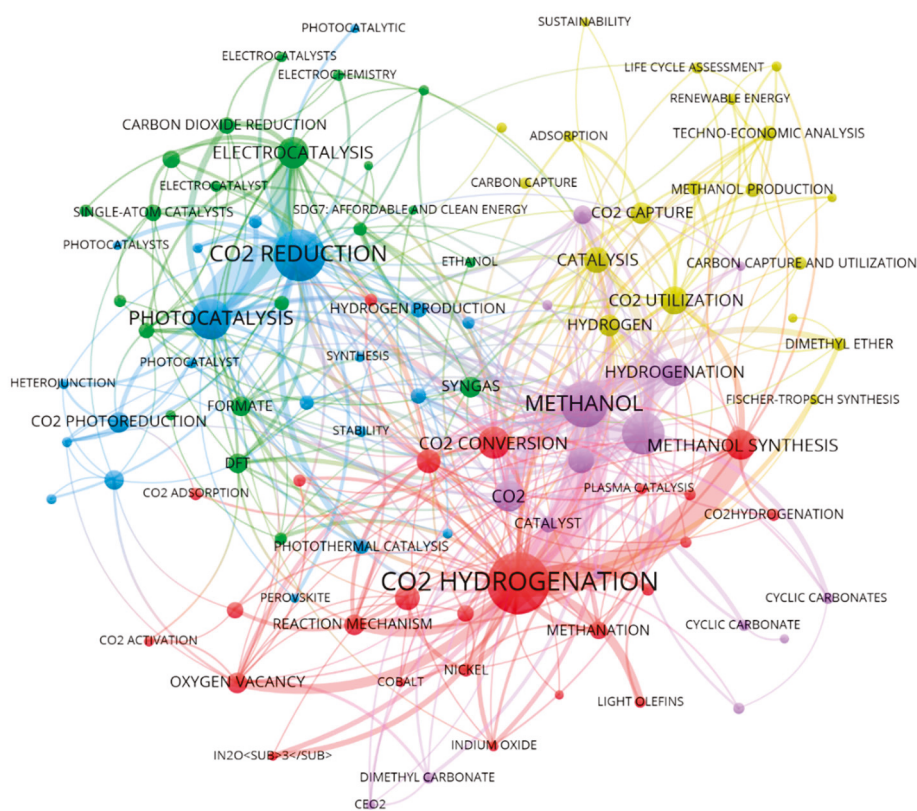 PHOTOCATALYTIC
SUSTAINABILITY
ELECTROCATALYSTS
ELECTROCHEMISTRY
LIFE CYCLE ASSESSMENT
RENEWABLE ENERGY
CARBON DIOXIDE REDUCTION
ADSORPTION
TECHNO-ECONOMIC ANALYSIS
ELECTROCATALYSIS
ELECTROCATALYST
CARBON CAPTURE
METHANOL PRODUCTION
SINGLE-ATOM CATALYSTS
SDG7: AFFORDABLE AND CLEAN ENERGY
CO2 CAPTURE
PHOTOCATALYSTS
CO2 REDUCTION
ETHANOL
CATALYSIS
CARBON CAPTURE AND UTILIZATION
PHOTOCATALYSIS
HYDROGEN PRODUCTION
CO2 UTILIZATION
HYDROGEN
DIMETHYL ETHER
PHOTOCATALYST
SYNTHESIS
HYDROGENATION
HETEROJUNCTION
SYNGAS
FORMATE
METHANOL
FISCHER-TROPSCH SYNTHESIS
CO2 PHOTOREDUCTION
STABILITY
CO2 CONVERSION
METHANOL SYNTHESIS
DFT
CO2 ADSORPTION
PLASMA CATALYSIS
CO2
CO2HYDROGENATION
CATALYST
PHOTOTHERMAL CATALYSIS
CO2 HYDROGENATION
PEROVSKITE
CYCLIC CARBONATES
REACTION MECHANISM
METHANATION
CYCLIC CARBONATE
CO2 ACTIVATION
NICKEL
OXYGEN VACANCY
COBALT
LIGHT OLEFINS
IN2O<SUB>3</SUB>
INDIUM OXIDE
DIMETHYL CARBONATE
CEO2